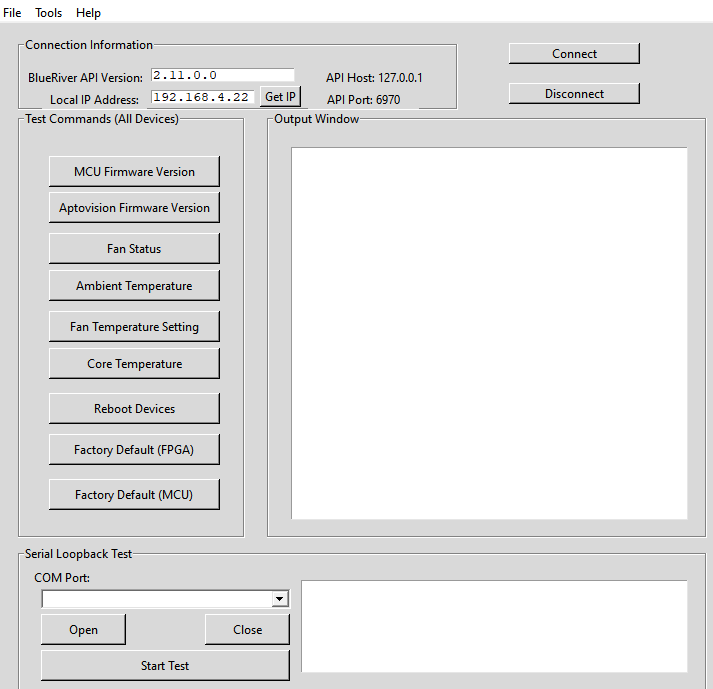 File Tools Help
Connection Information
BlueRiver API Version: 2.11.0.0 API Host: 127.0.0.1 Connect
Local IP Address: 192.168.4.22 Get IP API Port: 6970 Disconnect
Test Commands (All Devices)
MCU Firmware Version
Aptovision Firmware Version
Fan Status
Ambient Temperature
Fan Temperature Setting
Core Temperature
Reboot Devices
Factory Default (FPGA)
Factory Default (MCU)
Output Window
Serial Loopback Test
COM Port:
Open Close
Start Test